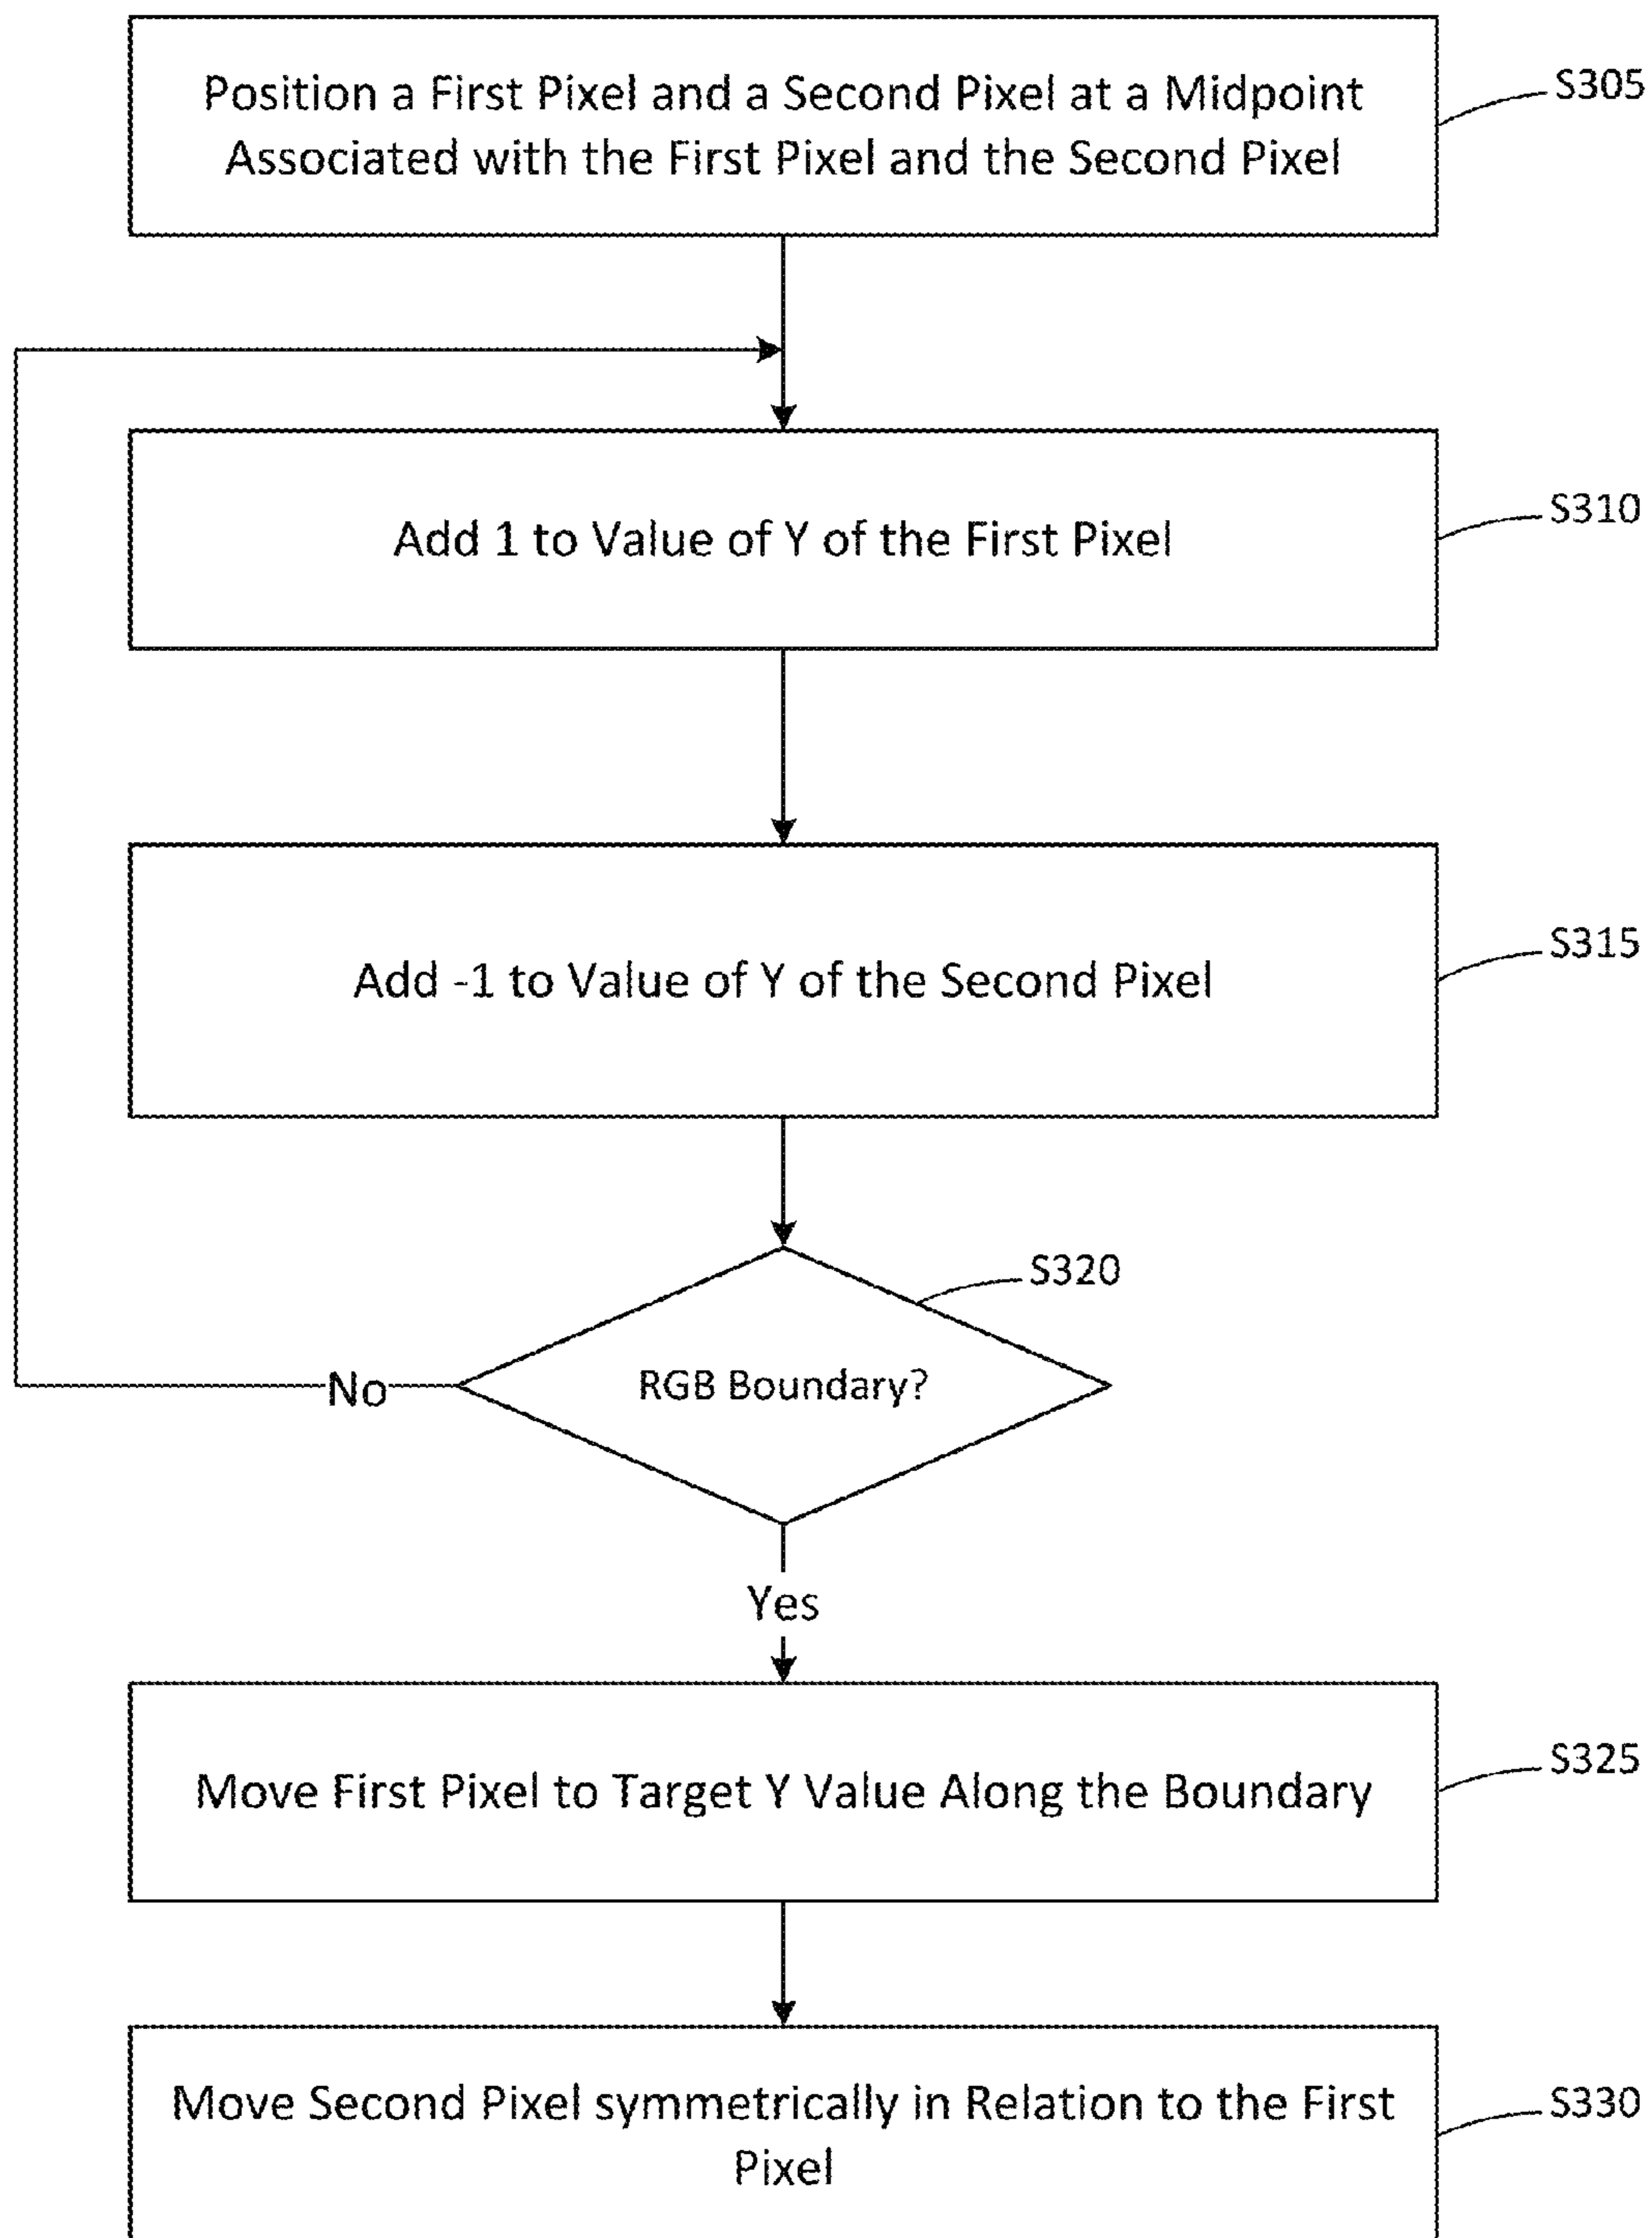 Position a First Pixel and a Second Pixel at a Midpoint
Associated with the First Pixel and the Second Pixel
S305
Add 1 to Value of Y of the First Pixel
S310
Add -1 to Value of Y of the Second Pixel
S315
S320
RGB Boundary?
No
Yes
Move First Pixel to Target Y Value Along the Boundary
S325
Move Second Pixel symmetrically in Relation to the First
Pixel
S330